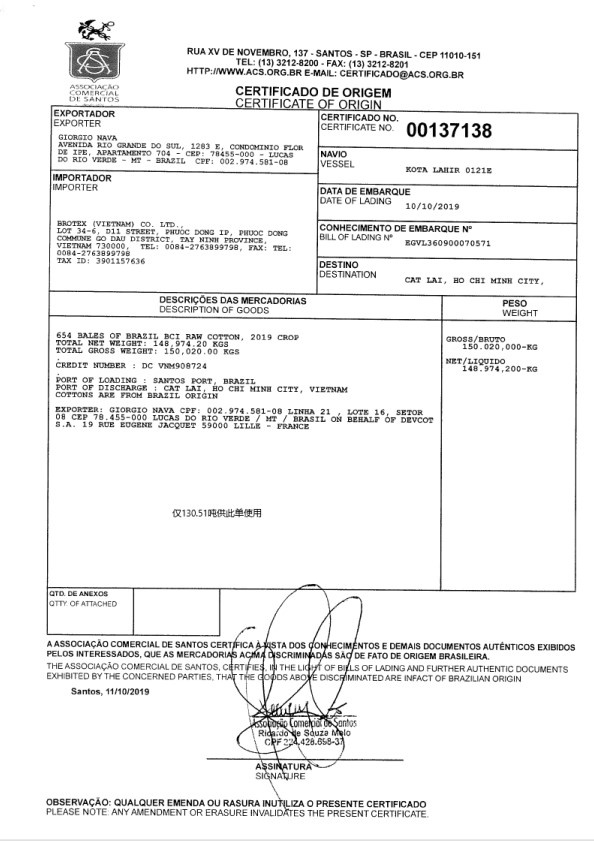 ASSOCIAÇÃO
COMERCIAL
DE SANTOS
RUA XV DE NOVEMBRO, 137 - SANTOS - SP - BRASIL - CEP 11010-151
TEL: (13) 3212-8200 - FAX: (13) 3212-8201
HTTP://WWW.ACS.ORG.BR E-MAIL: CERTIFICADO@ACS.ORG.BR
CERTIFICADO DE ORIGEM
CERTIFICATE OF ORIGIN
EXPORTADOR
EXPORTER
GIORGIO NAVA
AVENIDA RIO GRANDE DO SUL, 1283 E, CONDOMINIO FLOR
DE IPE, APARTAMENTO 704 - CEP: 78455-000 - LUCAS
DO RIO VERDE - MT - BRAZIL CPF: 002.974.581-08
CERTIFICADO NO.
CERTIFICATE NO. 00137138
NAVIO
VESSEL
KOTA LAHIR 0121E
IMPORTADOR
IMPORTER
BROTEX (VIETNAM) CO. LTD.,
LOT 34-6, D11 STREET, PHUOC DONG IP, PHUOC DONG
COMMUNE GO DAU DISTRICT, TAY NINH PROVINCE,
VIETNAM 730000, TEL: 0084-2763899798, FAX: TEL:
0084-2763899798
TAX ID: 3901157636
DATA DE EMBARQUE
DATE OF LADING 10/10/2019
CONHECIMENTO DE EMBARQUE Nº
BILL OF LADING Nº EGVL360900070571
DESTINO
DESTINATION
CAT LAI, HO CHI MINH CITY,
DESCRIÇÕES DAS MERCADORIAS
DESCRIPTION OF GOODS
PESO
WEIGHT
654 BALES OF BRAZIL BCI RAW COTTON, 2019 CROP
TOTAL NET WEIGHT: 148,974.20 KGS
TOTAL GROSS WEIGHT: 150,020.00 KGS
.
CREDIT NUMBER : DC VNM908724
.
PORT OF LOADING : SANTOS PORT, BRAZIL
PORT OF DISCHARGE : CAT LAI, HO CHI MINH CITY, VIETNAM
COTTONS ARE FROM BRAZIL ORIGIN
EXPORTER: GIORGIO NAVA CPF: 002.974.581-08 LINHA 21 , LOTE 16, SETOR
08 CEP 78.455-000 LUCAS DO RIO VERDE / MT / BRASIL ON BEHALF OF DEVCOT
S.A. 19 RUE EUGENE JACQUET 59000 LILLE - FRANCE
GROSS/BRUTO
150.020,000-KG
NET/LIQUIDO
148.974,200-KG
仅130.51吨供此单使用
QTD. DE ANEXOS
QTTY OF ATTACHED
A ASSOCIAÇÃO COMERCIAL DE SANTOS CERTIFICA À VISTA DOS CONHECIMENTOS E DEMAIS DOCUMENTOS AUTÊNTICOS EXIBIDOS
PELOS INTERESSADOS, QUE AS MERCADORIAS ACIMA DISCRIMINADAS SÃO DE FATO DE ORIGEM BRASILEIRA.
THE ASSOCIAÇÃO COMERCIAL DE SANTOS, CERTIFIES, IN THE LIGHT OF BILLS OF LADING AND FURTHER AUTHENTIC DOCUMENTS
EXHIBITED BY THE CONCERNED PARTIES, THAT THE GOODS ABOVE DISCRIMINATED ARE INFACT OF BRAZILIAN ORIGIN
Santos, 11/10/2019
Associação Comercial de Santos
Ricardo de Souza Melo
CPF 224.428.698-37
ASSINATURA
SIGNATURE
OBSERVAÇÃO: QUALQUER EMENDA OU RASURA INUTILIZA O PRESENTE CERTIFICADO
PLEASE NOTE: ANY AMENDMENT OR ERASURE INVALIDATES THE PRESENT CERTIFICATE.